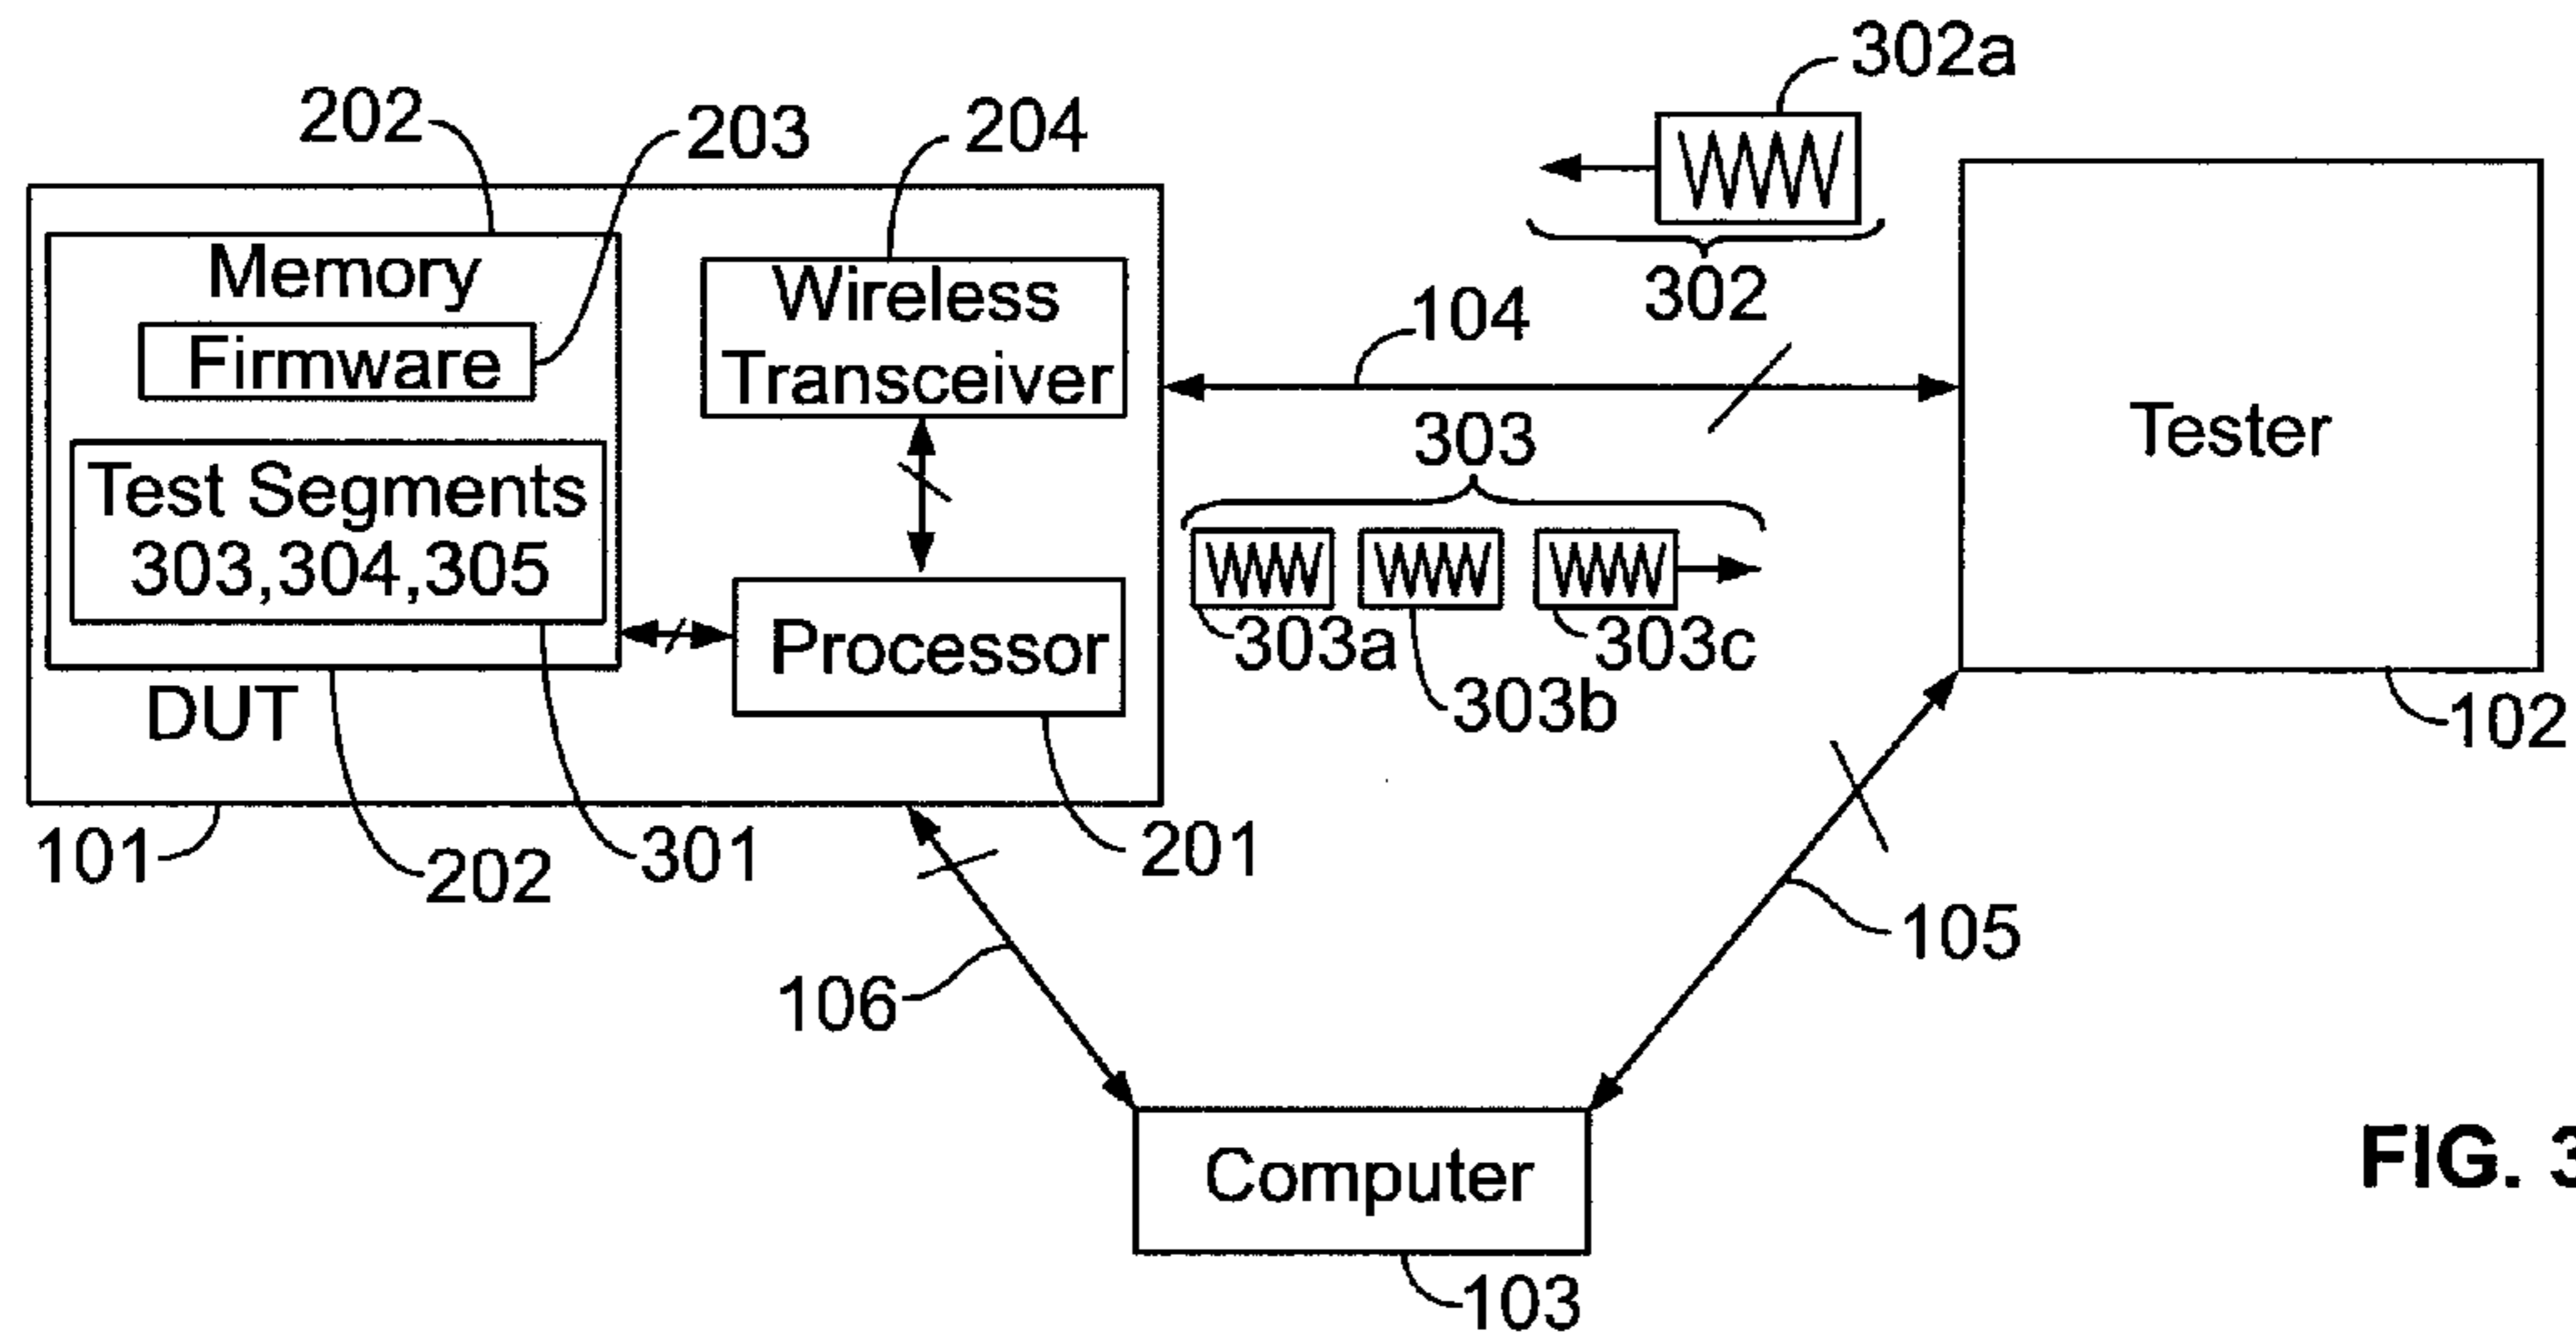 302a
202
203
204
Memory
Firmware
Wireless
Transceiver
302
104
Tester
303
Test Segments
303,304,305
Processor
303a
303c
303b
DUT
102
101
202
301
201
105
106
Computer
FIG. 3
103